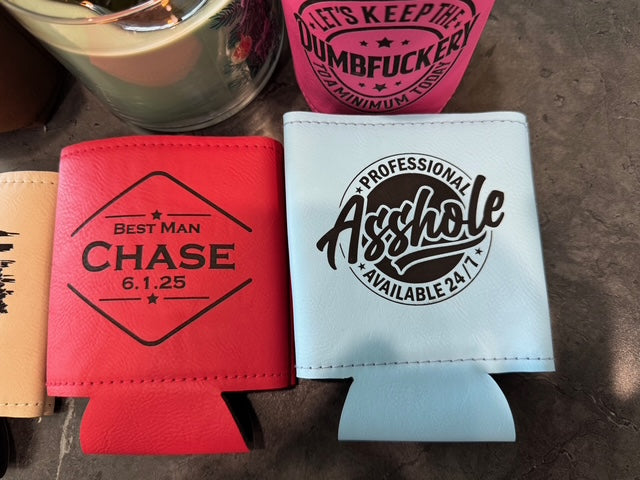 LET'S KEEP THE
DUMBFUCKERY
TO A MINIMUM TODAY
BEST MAN
CHASE
6.1.25
PROFESSIONAL
Asshole
AVAILABLE 24/7